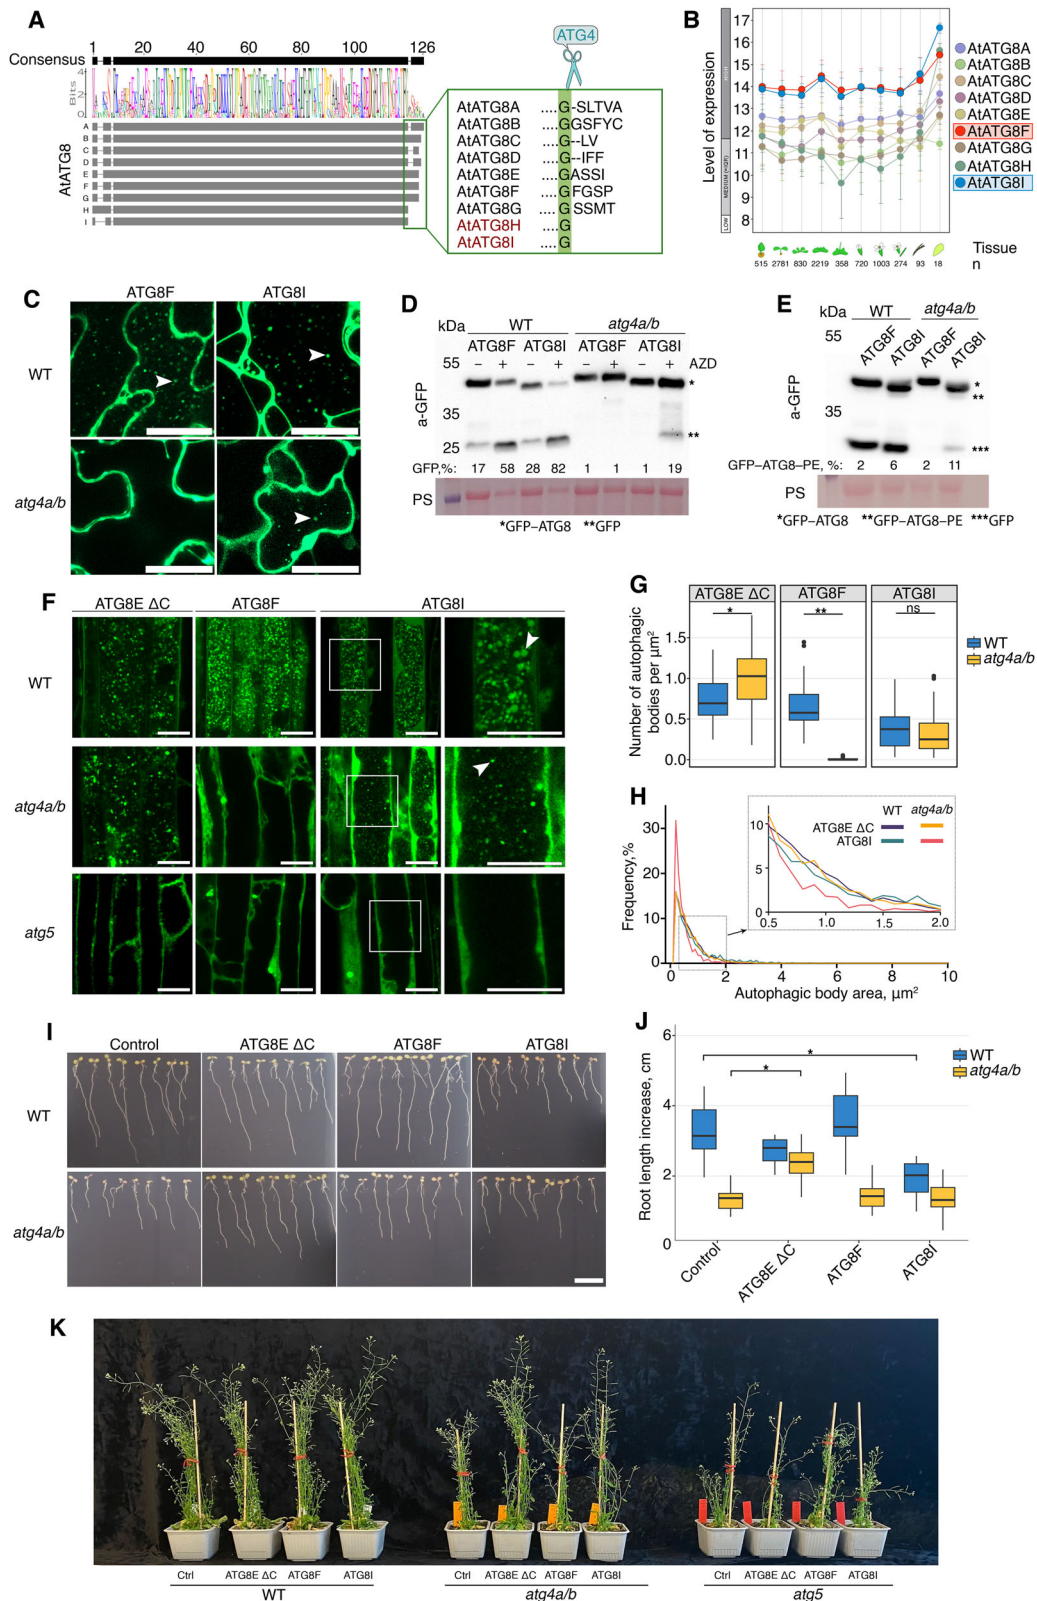 A
1 20 40 60 80 100 126
Consensus
Bits
4
2
0
AtATG8
A
B
C
D
E
F
G
H
I
ATG4
AtATG8A ....G-SLTVA
AtATG8B ....GGSFYC
AtATG8C ....G--LV
AtATG8D ....G--IFF
AtATG8E ....GASSI
AtATG8F ....GFGSP
AtATG8G ....GSSMT
AtATG8H ....G
AtATG8I ....G
B
Level of expression
HIGH
MEDIUM (=IQR)
LOW
17
16
15
14
13
12
11
10
9
8
AtATG8A
AtATG8B
AtATG8C
AtATG8D
AtATG8E
AtATG8F
AtATG8G
AtATG8H
AtATG8I
Tissue
515 2781 830 2219 358 720 1003 274 93 18 n
C
ATG8F ATG8I
WT
atg4a/b
D
kDa WT atg4a/b
ATG8F ATG8I ATG8F ATG8I
55 – + – + – + – + AZD
a-GFP
*
35
**
25
GFP,%: 17 58 28 82 1 1 1 19
PS
*GFP–ATG8 **GFP
E
kDa WT atg4a/b
ATG8F ATG8I ATG8F ATG8I
55
a-GFP
*
**
35
***
25
GFP–ATG8–PE, %: 2 6 2 11
PS
*GFP–ATG8 **GFP–ATG8–PE ***GFP
F
ATG8E ΔC ATG8F ATG8I
WT
atg4a/b
atg5
G
ATG8E ΔC ATG8F ATG8I
* ** ns
Number of autophagic bodies per µm²
1.5
1.0
0.5
0.0
WT
atg4a/b
H
Frequency,%
30
20
10
0
0 2 4 6 8 10
Autophagic body area, µm²
WT atg4a/b
ATG8E ΔC
ATG8I
10
5
0
0.5 1.0 1.5 2.0
I
Control ATG8E ΔC ATG8F ATG8I
WT
atg4a/b
J
Root length increase, cm
6
4
2
0
*
*
WT
atg4a/b
Control ATG8E ΔC ATG8F ATG8I
K
Ctrl ATG8E ΔC ATG8F ATG8I Ctrl ATG8E ΔC ATG8F ATG8I Ctrl ATG8E ΔC ATG8F ATG8I
WT atg4a/b atg5